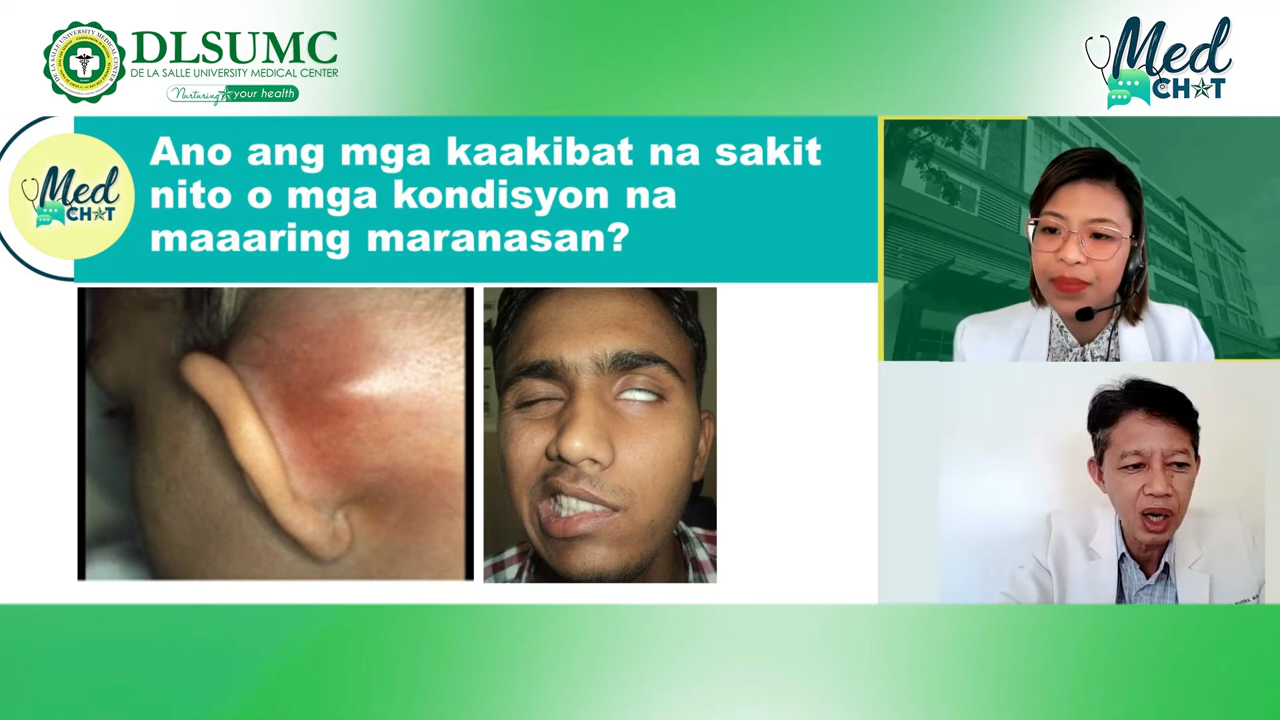 DLSUMC
DE LA SALLE UNIVERSITY MEDICAL CENTER
Nurturing your health
Med
CHAT
Med
CHAT
Ano ang mga kaakibat na sakit
nito o mga kondisyon na
maaaring maranasan?